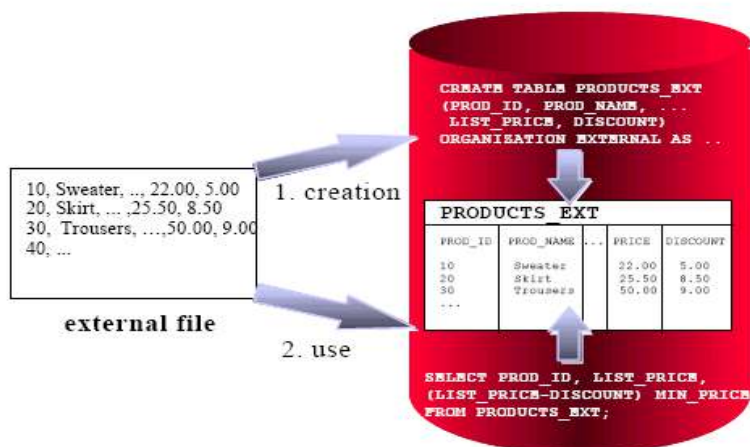 CREATE TABLE PRODUCTS_EXT
(PROD_ID, PROD_NAME, ...
LIST_PRICE, DISCOUNT)
ORGANIZATION EXTERNAL AS ..
10, Sweater, .., 22.00, 5.00
20, Skirt, ... ,25.50, 8.50
30, Trousers, ...,50.00, 9.00
40, ...
external file
1. creation
2. use
PRODUCTS_EXT
PROD_ID PROD_NAME ... PRICE DISCOUNT
10 Sweater 22.00 5.00
20 Skirt 25.50 8.50
30 Trousers 50.00 9.00
...
SELECT PROD_ID, LIST_PRICE,
(LIST_PRICE-DISCOUNT) MIN_PRICE
FROM PRODUCTS_EXT;